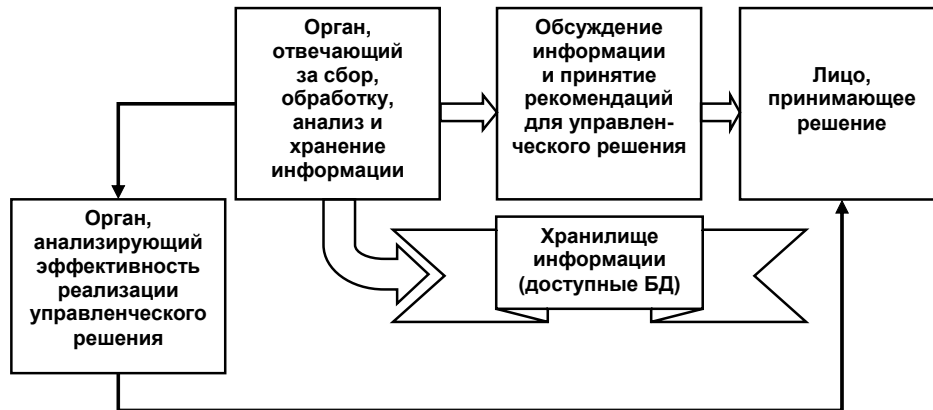 Орган,
отвечающий
за сбор,
обработку,
анализ и
хранение
информации
Обсуждение
информации
и принятие
рекомендаций
для управлен-
ческого решения
Лицо,
принимающее
решение
Орган,
анализирующий
эффективность
реализации
управленческого
решения
Хранилище
информации
(доступные БД)